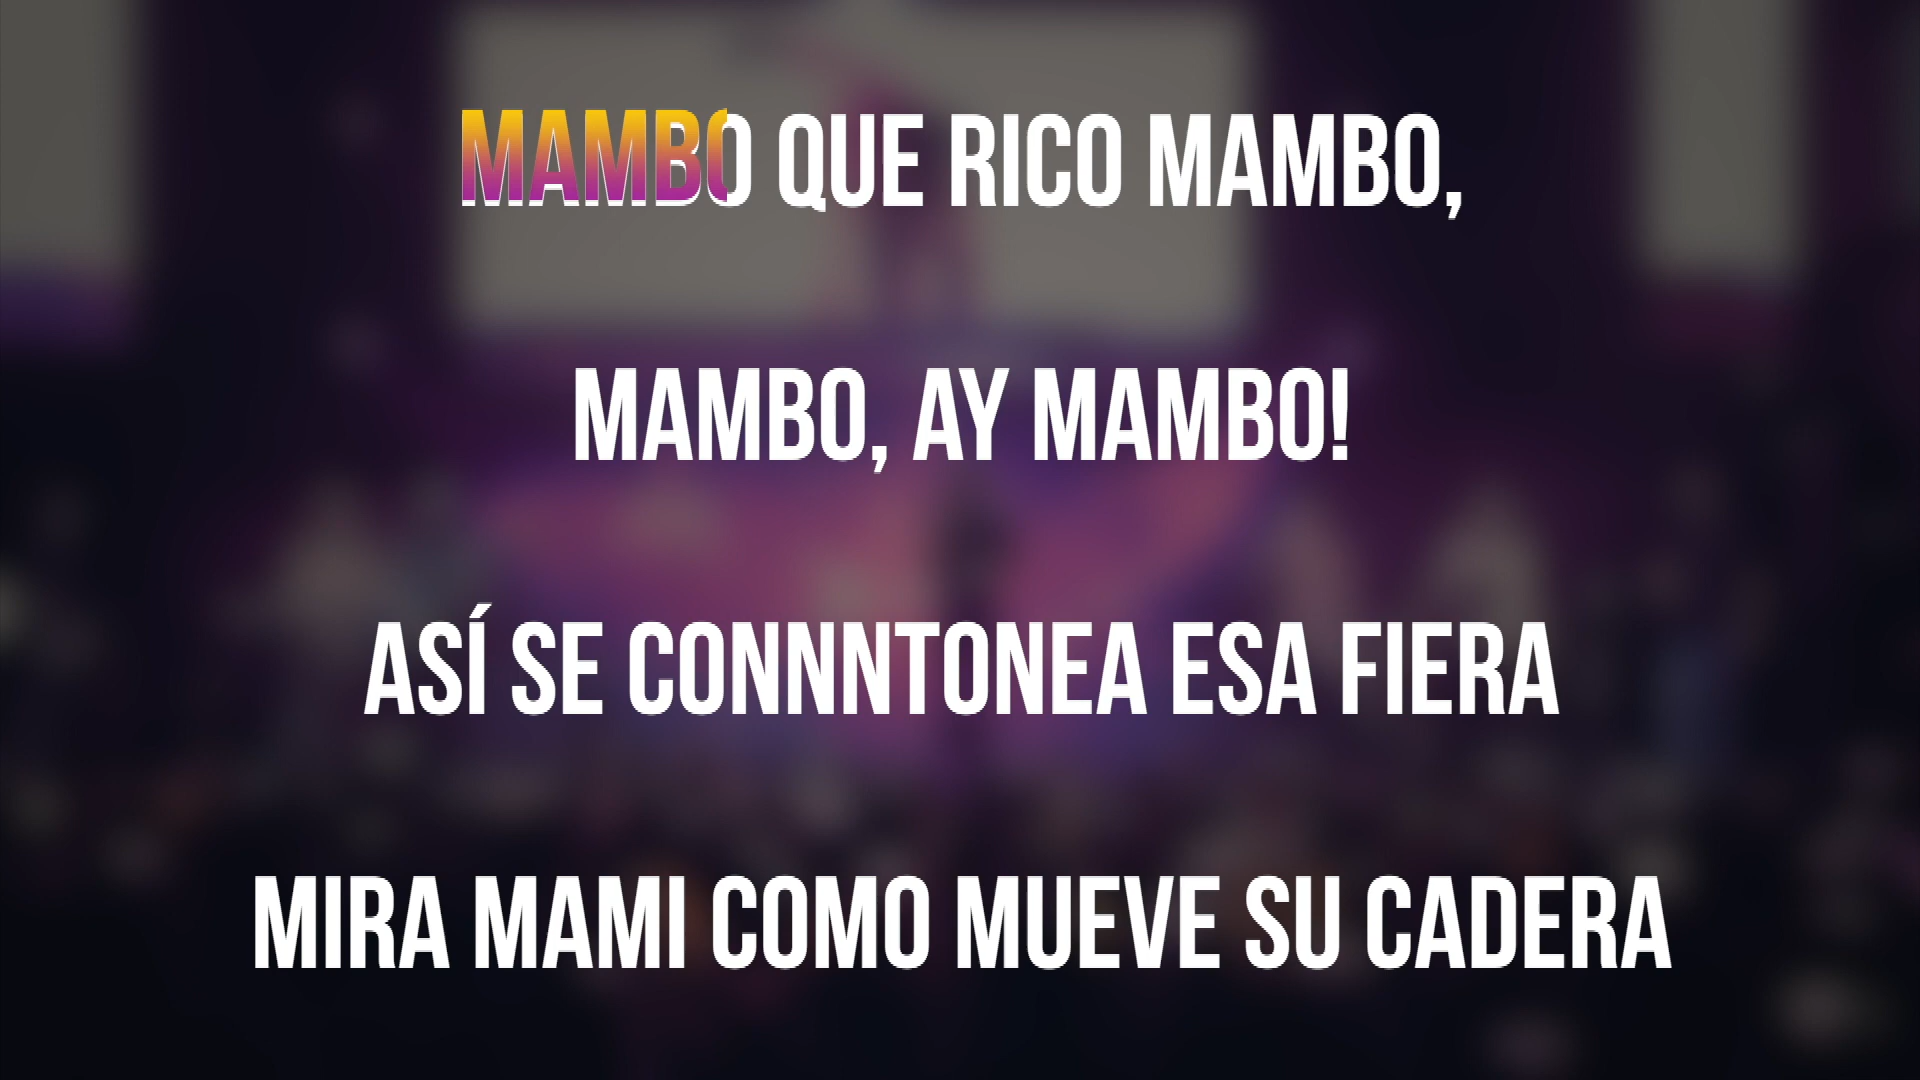 MAMBO QUE RICO MAMBO,
MAMBO, AY MAMBO!
ASÍ SE CONNNTONEA ESA FIERA
MIRA MAMI COMO MUEVE SU CADERA